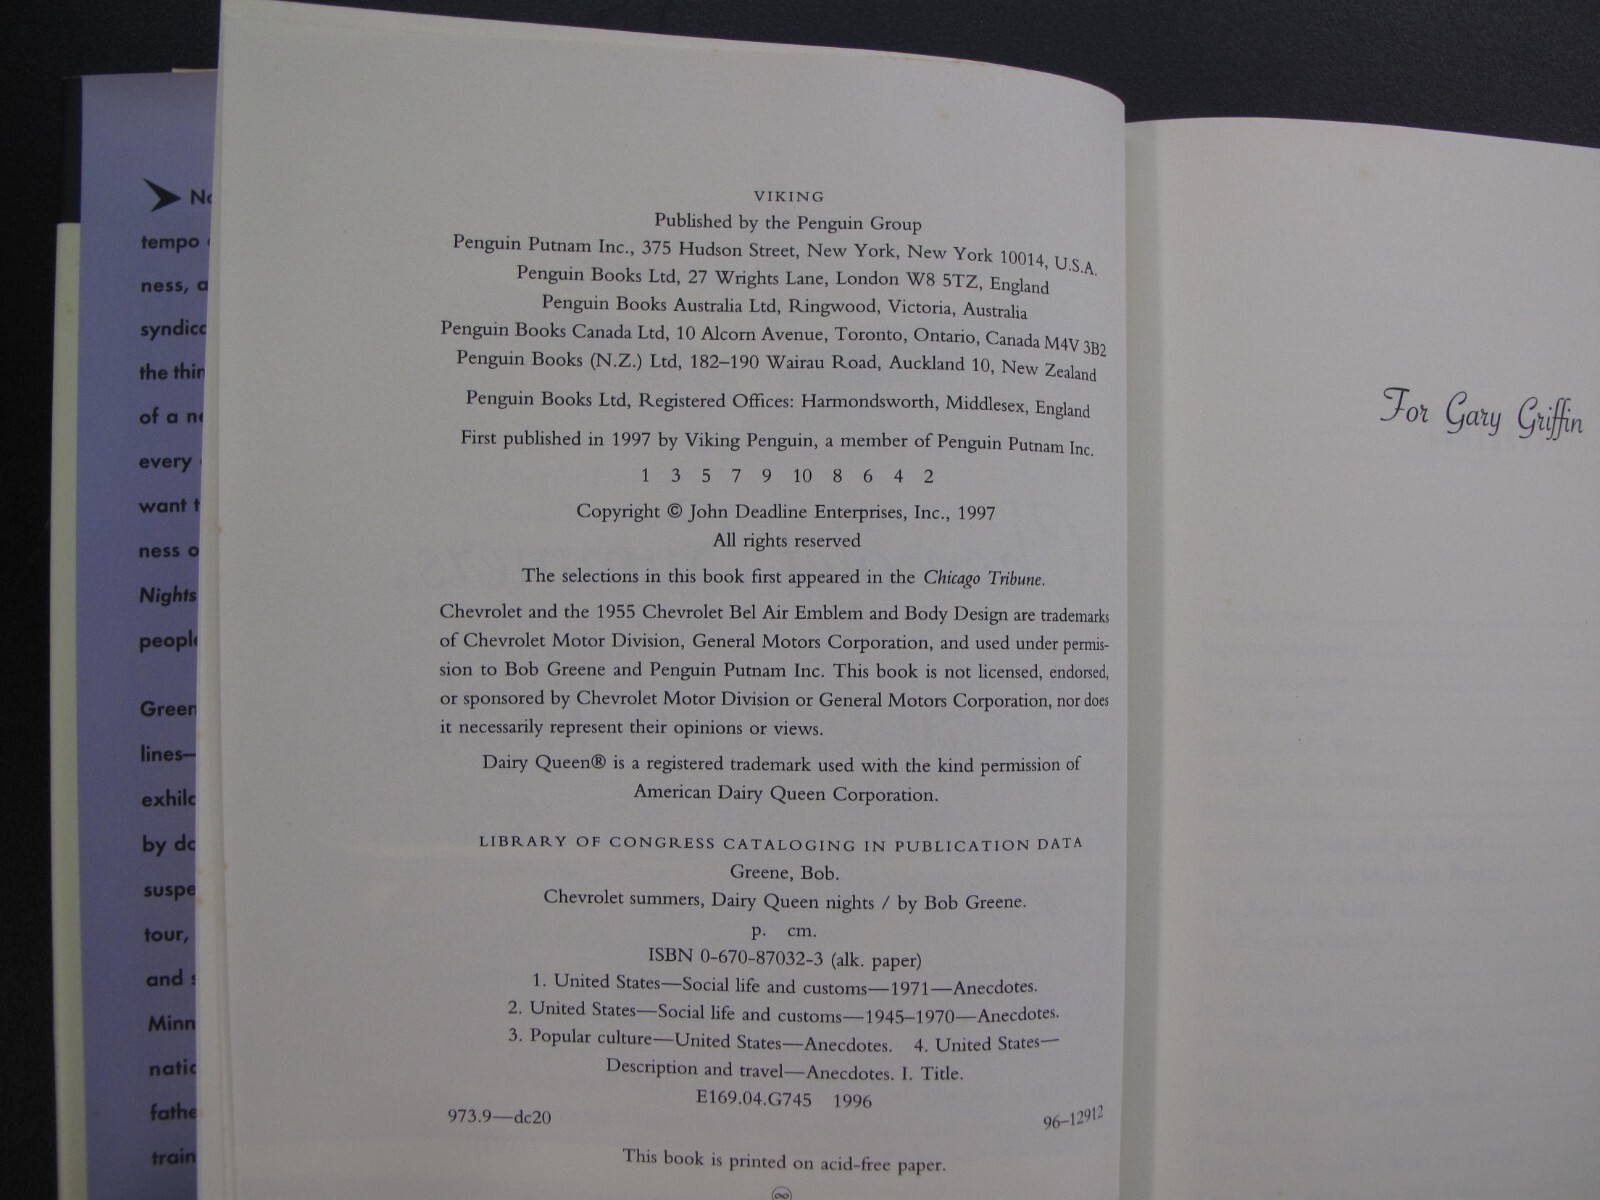 No
tempo
ness, a
syndic
the thin
of a ne
every
want t
ness o
Nights
people
Green
lines—
exhila
by do
suspe
tour,
and s
Minn
natio
fathe
train
VIKING
Published by the Penguin Group
Penguin Putnam Inc., 375 Hudson Street, New York, New York 10014, U.S.A.
Penguin Books Ltd, 27 Wrights Lane, London W8 5TZ, England
Penguin Books Australia Ltd, Ringwood, Victoria, Australia
Penguin Books Canada Ltd, 10 Alcorn Avenue, Toronto, Ontario, Canada M4V 3B2
Penguin Books (N.Z.) Ltd, 182–190 Wairau Road, Auckland 10, New Zealand
Penguin Books Ltd, Registered Offices: Harmondsworth, Middlesex, England
First published in 1997 by Viking Penguin, a member of Penguin Putnam Inc.
1 3 5 7 9 10 8 6 4 2
Copyright © John Deadline Enterprises, Inc., 1997
All rights reserved
The selections in this book first appeared in the Chicago Tribune.
Chevrolet and the 1955 Chevrolet Bel Air Emblem and Body Design are trademarks
of Chevrolet Motor Division, General Motors Corporation, and used under permis-
sion to Bob Greene and Penguin Putnam Inc. This book is not licensed, endorsed,
or sponsored by Chevrolet Motor Division or General Motors Corporation, nor does
it necessarily represent their opinions or views.
Dairy Queen® is a registered trademark used with the kind permission of
American Dairy Queen Corporation.
LIBRARY OF CONGRESS CATALOGING IN PUBLICATION DATA
Greene, Bob.
Chevrolet summers, Dairy Queen nights / by Bob Greene.
p. cm.
ISBN 0-670-87032-3 (alk. paper)
1. United States—Social life and customs—1971—Anecdotes.
2. United States—Social life and customs—1945–1970—Anecdotes.
3. Popular culture—United States—Anecdotes. 4. United States—
Description and travel—Anecdotes. I. Title.
E169.04.G745 1996
973.9—dc20 96–12912
This book is printed on acid-free paper.
For Gary Griffin